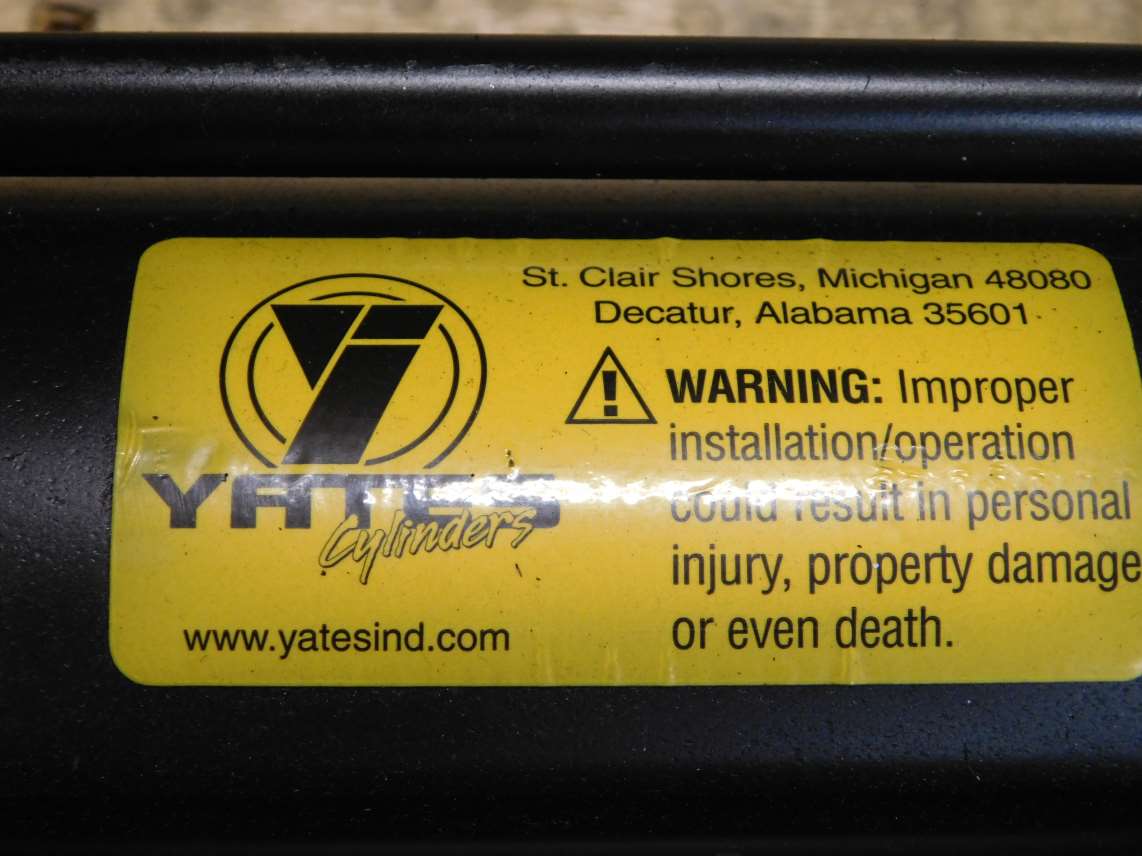 St. Clair Shores, Michigan 48080
Decatur, Alabama 35601
WARNING: Improper
installation/operation
could result in personal
injury, property damage
or even death.
YATES
Cylinders
www.yatesind.com